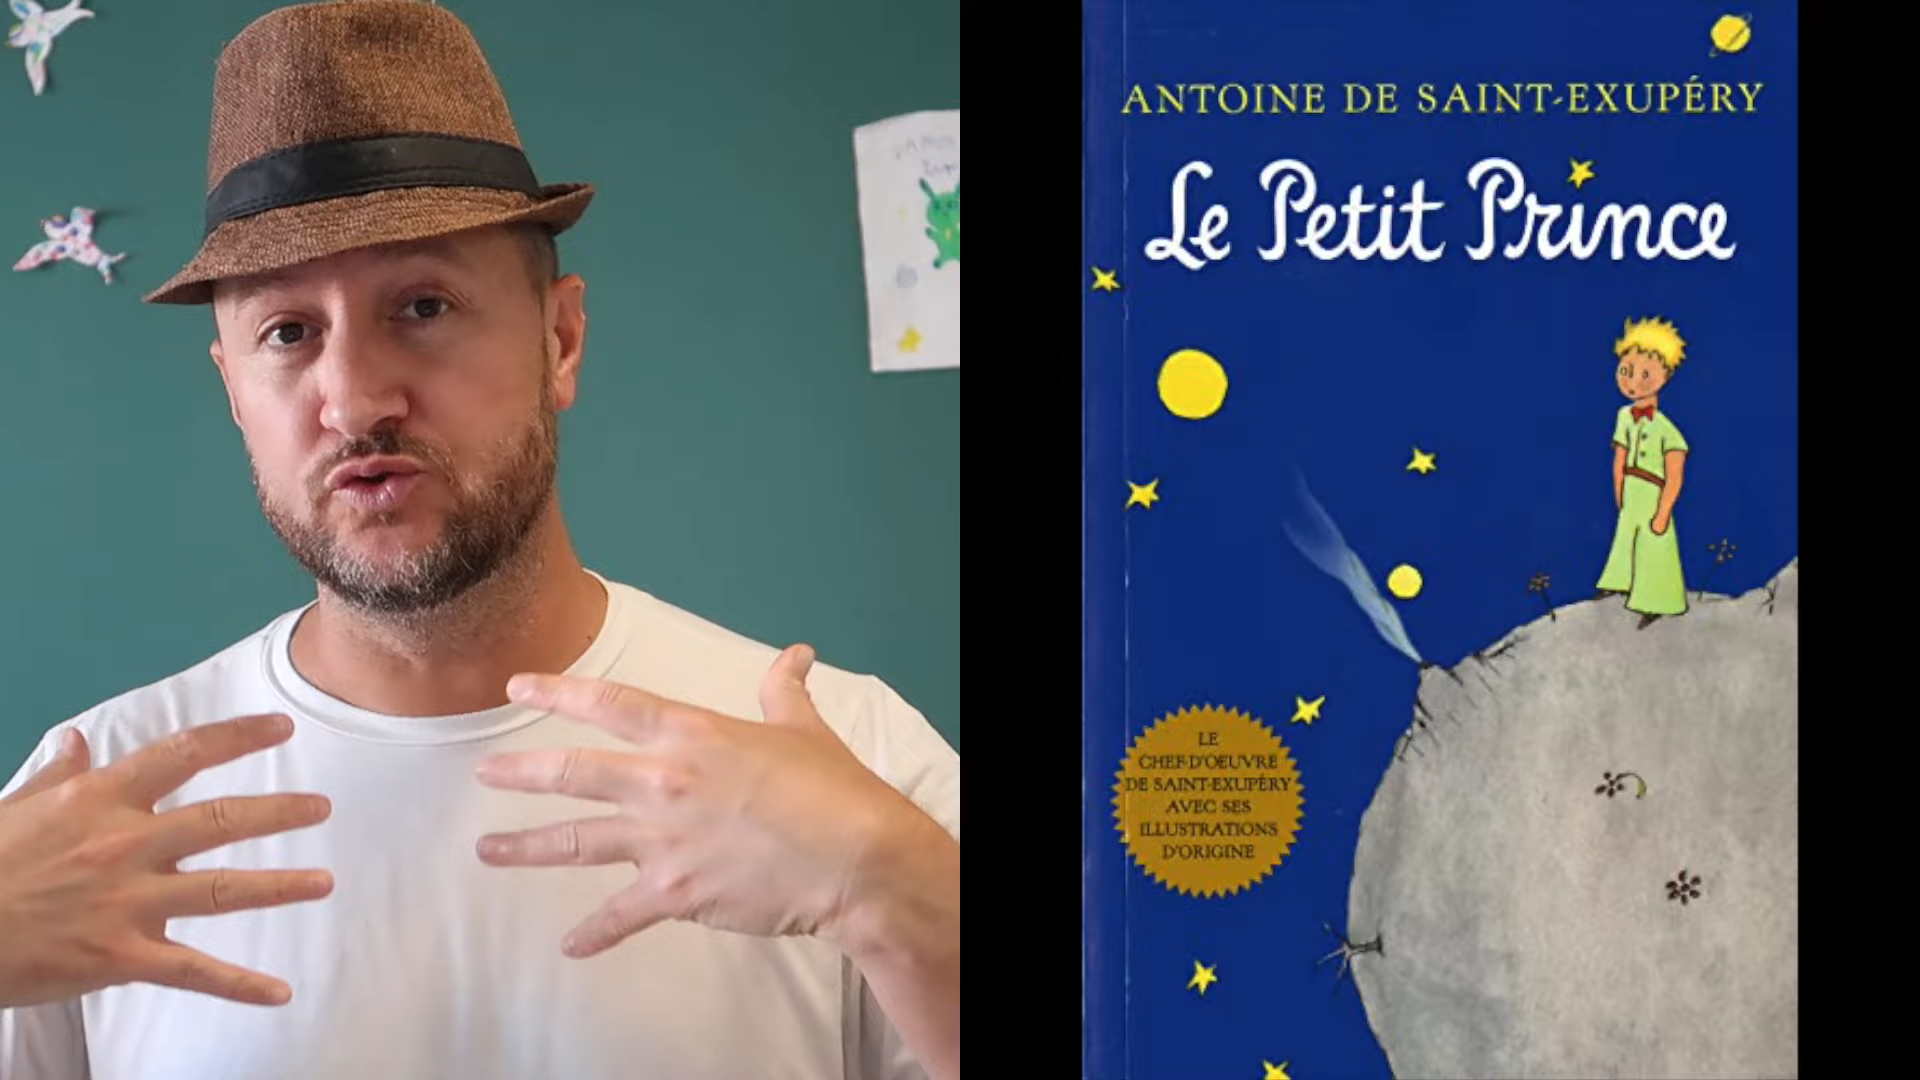 ANTOINE DE SAINT-EXUPÉRY
Le Petit Prince
LE
CHEF-D'OEUVRE
DE SAINT-EXUPÉRY
AVEC SES
ILLUSTRATIONS
D'ORIGINE